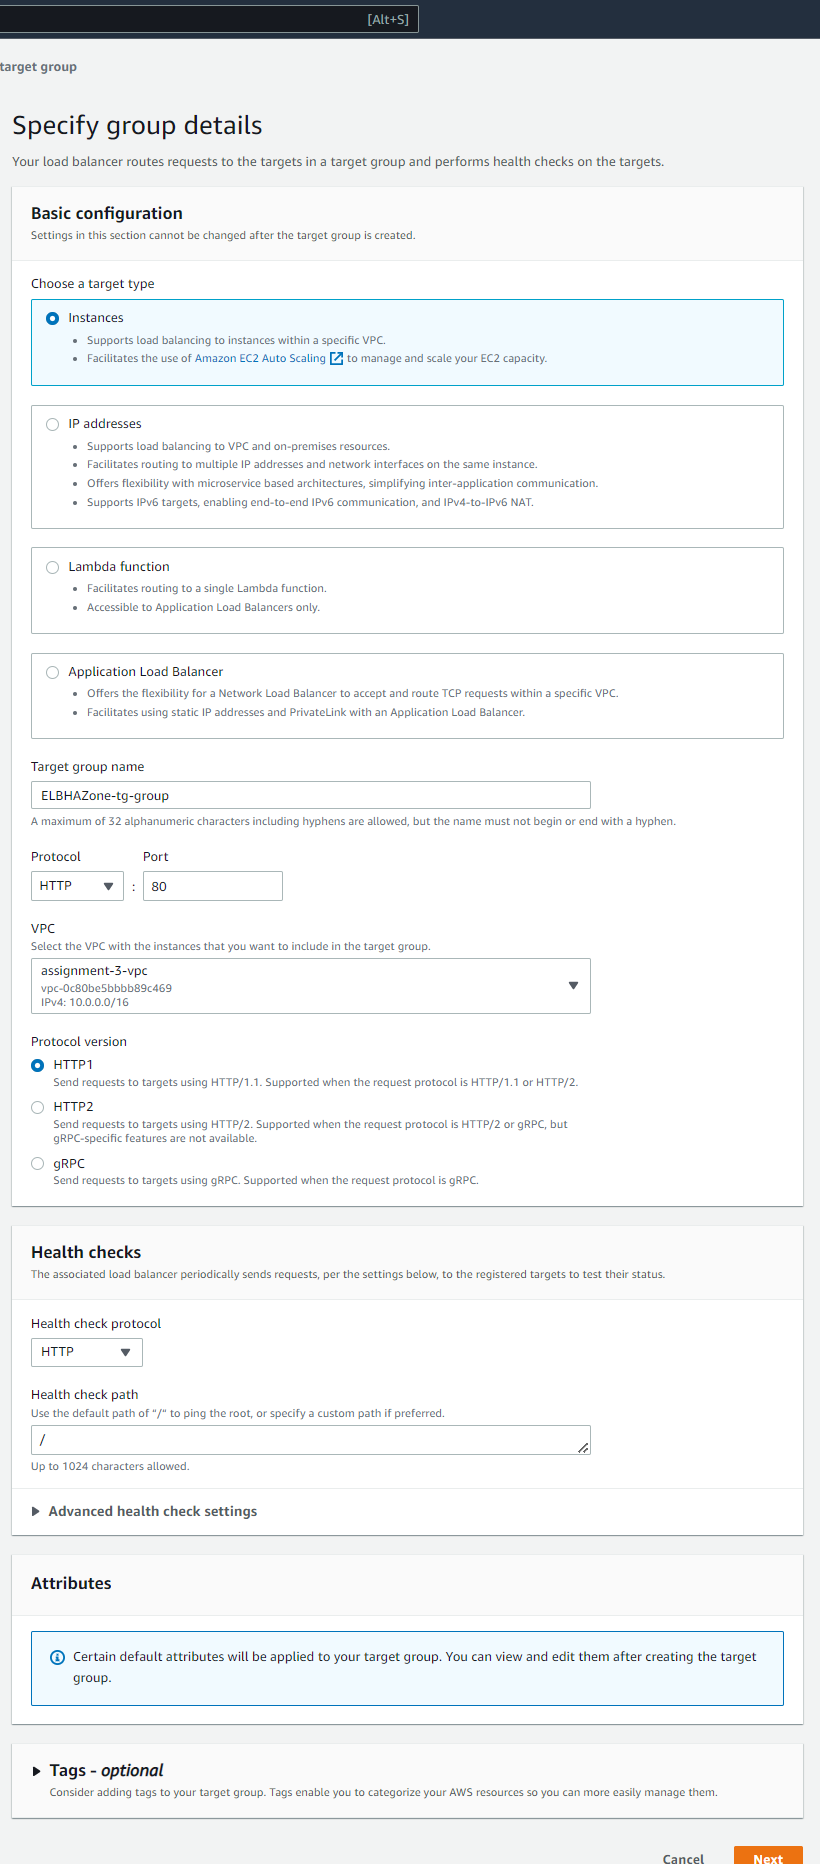 [Alt+S]
target group
Specify group details
Your load balancer routes requests to the targets in a target group and performs health checks on the targets.
Basic configuration
Settings in this section cannot be changed after the target group is created.
Choose a target type
Instances
• Supports load balancing to instances within a specific VPC.
• Facilitates the use of Amazon EC2 Auto Scaling to manage and scale your EC2 capacity.
IP addresses
• Supports load balancing to VPC and on-premises resources.
• Facilitates routing to multiple IP addresses and network interfaces on the same instance.
• Offers flexibility with microservice based architectures, simplifying inter-application communication.
• Supports IPv6 targets, enabling end-to-end IPv6 communication, and IPv4-to-IPv6 NAT.
Lambda function
• Facilitates routing to a single Lambda function.
• Accessible to Application Load Balancers only.
Application Load Balancer
• Offers the flexibility for a Network Load Balancer to accept and route TCP requests within a specific VPC.
• Facilitates using static IP addresses and PrivateLink with an Application Load Balancer.
Target group name
ELBHAZone-tg-group
A maximum of 32 alphanumeric characters including hyphens are allowed, but the name must not begin or end with a hyphen.
Protocol Port
HTTP : 80
VPC
Select the VPC with the instances that you want to include in the target group.
assignment-3-vpc
vpc-0c80be5bbbb89c469
IPv4: 10.0.0.0/16
Protocol version
HTTP1
Send requests to targets using HTTP/1.1. Supported when the request protocol is HTTP/1.1 or HTTP/2.
HTTP2
Send requests to targets using HTTP/2. Supported when the request protocol is HTTP/2 or gRPC, but
gRPC-specific features are not available.
gRPC
Send requests to targets using gRPC. Supported when the request protocol is gRPC.
Health checks
The associated load balancer periodically sends requests, per the settings below, to the registered targets to test their status.
Health check protocol
HTTP
Health check path
Use the default path of "/" to ping the root, or specify a custom path if preferred.
/
Up to 1024 characters allowed.
Advanced health check settings
Attributes
Certain default attributes will be applied to your target group. You can view and edit them after creating the target
group.
Tags - optional
Consider adding tags to your target group. Tags enable you to categorize your AWS resources so you can more easily manage them.
Cancel Next